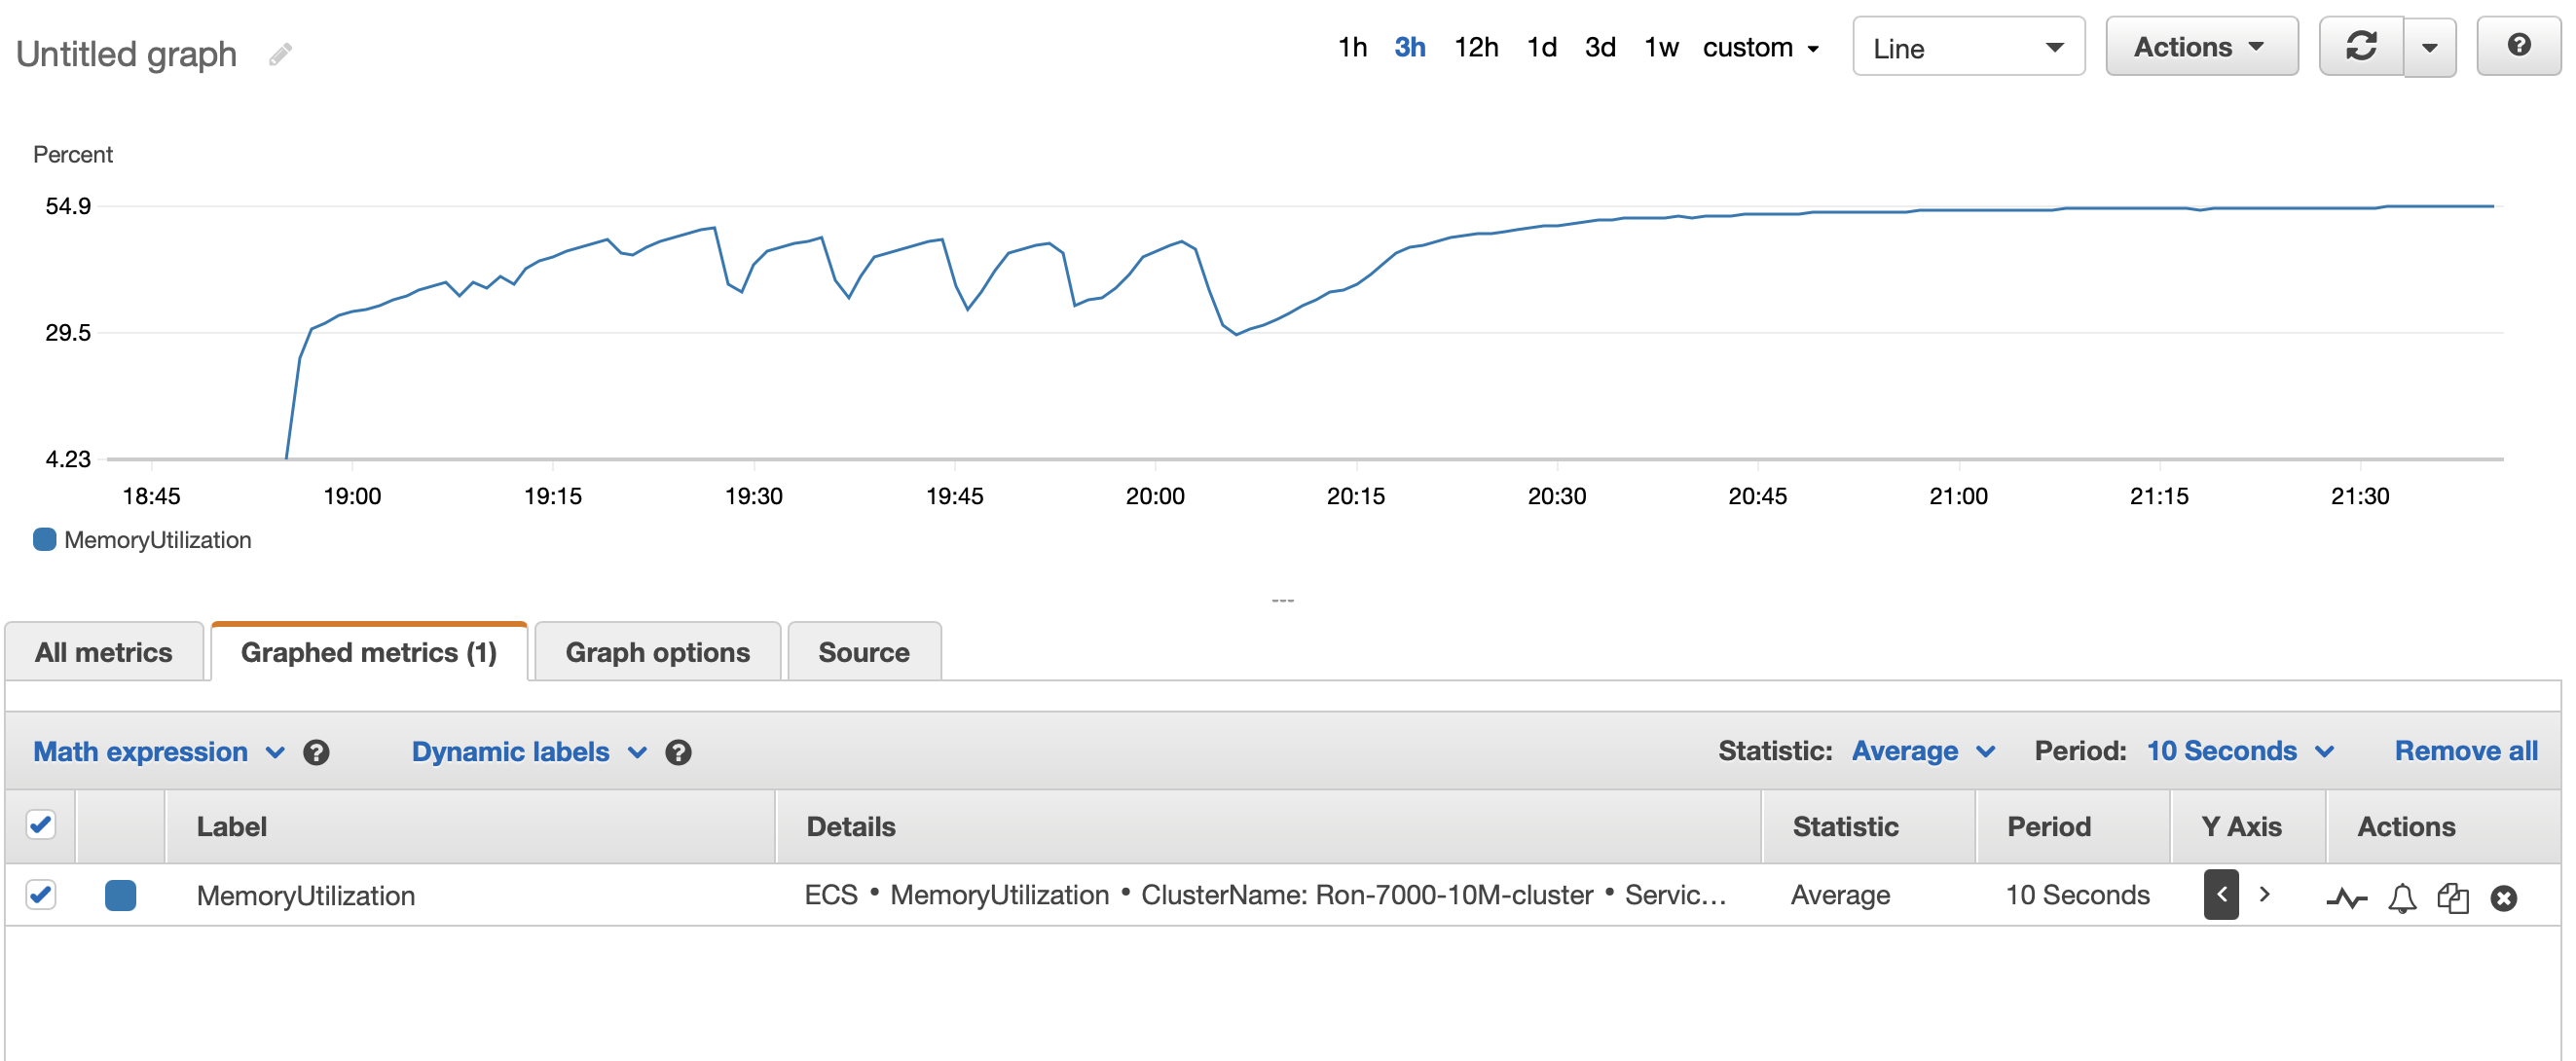 Untitled graph
1h 3h 12h 1d 3d 1w custom Line Actions
Percent
54.9
29.5
4.23
18:45 19:00 19:15 19:30 19:45 20:00 20:15 20:30 20:45 21:00 21:15 21:30
MemoryUtilization
All metrics Graphed metrics (1) Graph options Source
Math expression Dynamic labels Statistic: Average Period: 10 Seconds Remove all
Label Details Statistic Period Y Axis Actions
MemoryUtilization ECS • MemoryUtilization • ClusterName: Ron-7000-10M-cluster • Servic... Average 10 Seconds